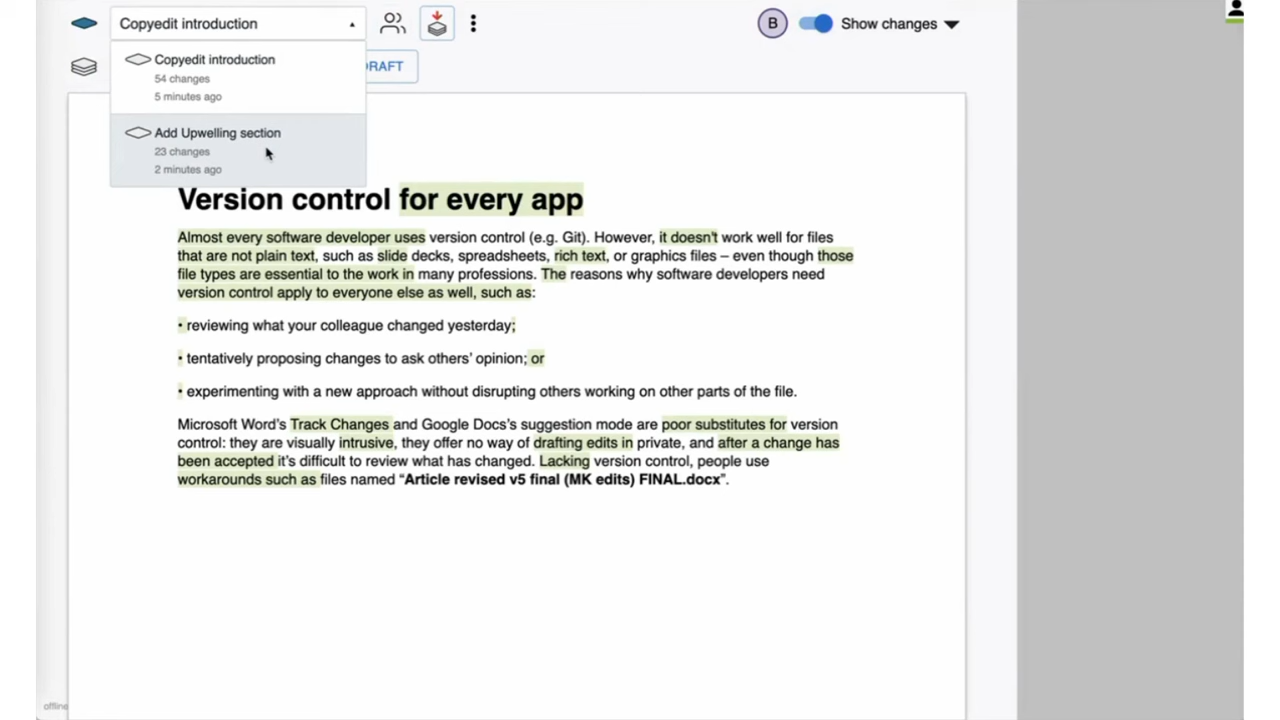 Copyedit introduction
B
Show changes
Copyedit introduction
54 changes
5 minutes ago
RAFT
Add Upwelling section
23 changes
2 minutes ago
Version control for every app
Almost every software developer uses version control (e.g. Git). However, it doesn't work well for files
that are not plain text, such as slide decks, spreadsheets, rich text, or graphics files – even though those
file types are essential to the work in many professions. The reasons why software developers need
version control apply to everyone else as well, such as:
• reviewing what your colleague changed yesterday;
• tentatively proposing changes to ask others’ opinion; or
• experimenting with a new approach without disrupting others working on other parts of the file.
Microsoft Word’s Track Changes and Google Docs’s suggestion mode are poor substitutes for version
control: they are visually intrusive, they offer no way of drafting edits in private, and after a change has
been accepted it’s difficult to review what has changed. Lacking version control, people use
workarounds such as files named “Article revised v5 final (MK edits) FINAL.docx”.
offline